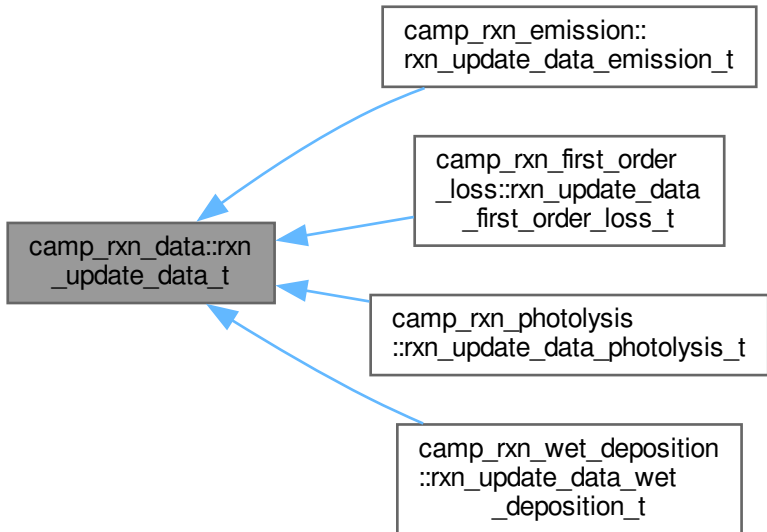 camp_rxn_emission::
rxn_update_data_emission_t
camp_rxn_first_order
_loss::rxn_update_data
_first_order_loss_t
camp_rxn_data::rxn
_update_data_t
camp_rxn_photolysis
::rxn_update_data_photolysis_t
camp_rxn_wet_deposition
::rxn_update_data_wet
_deposition_t